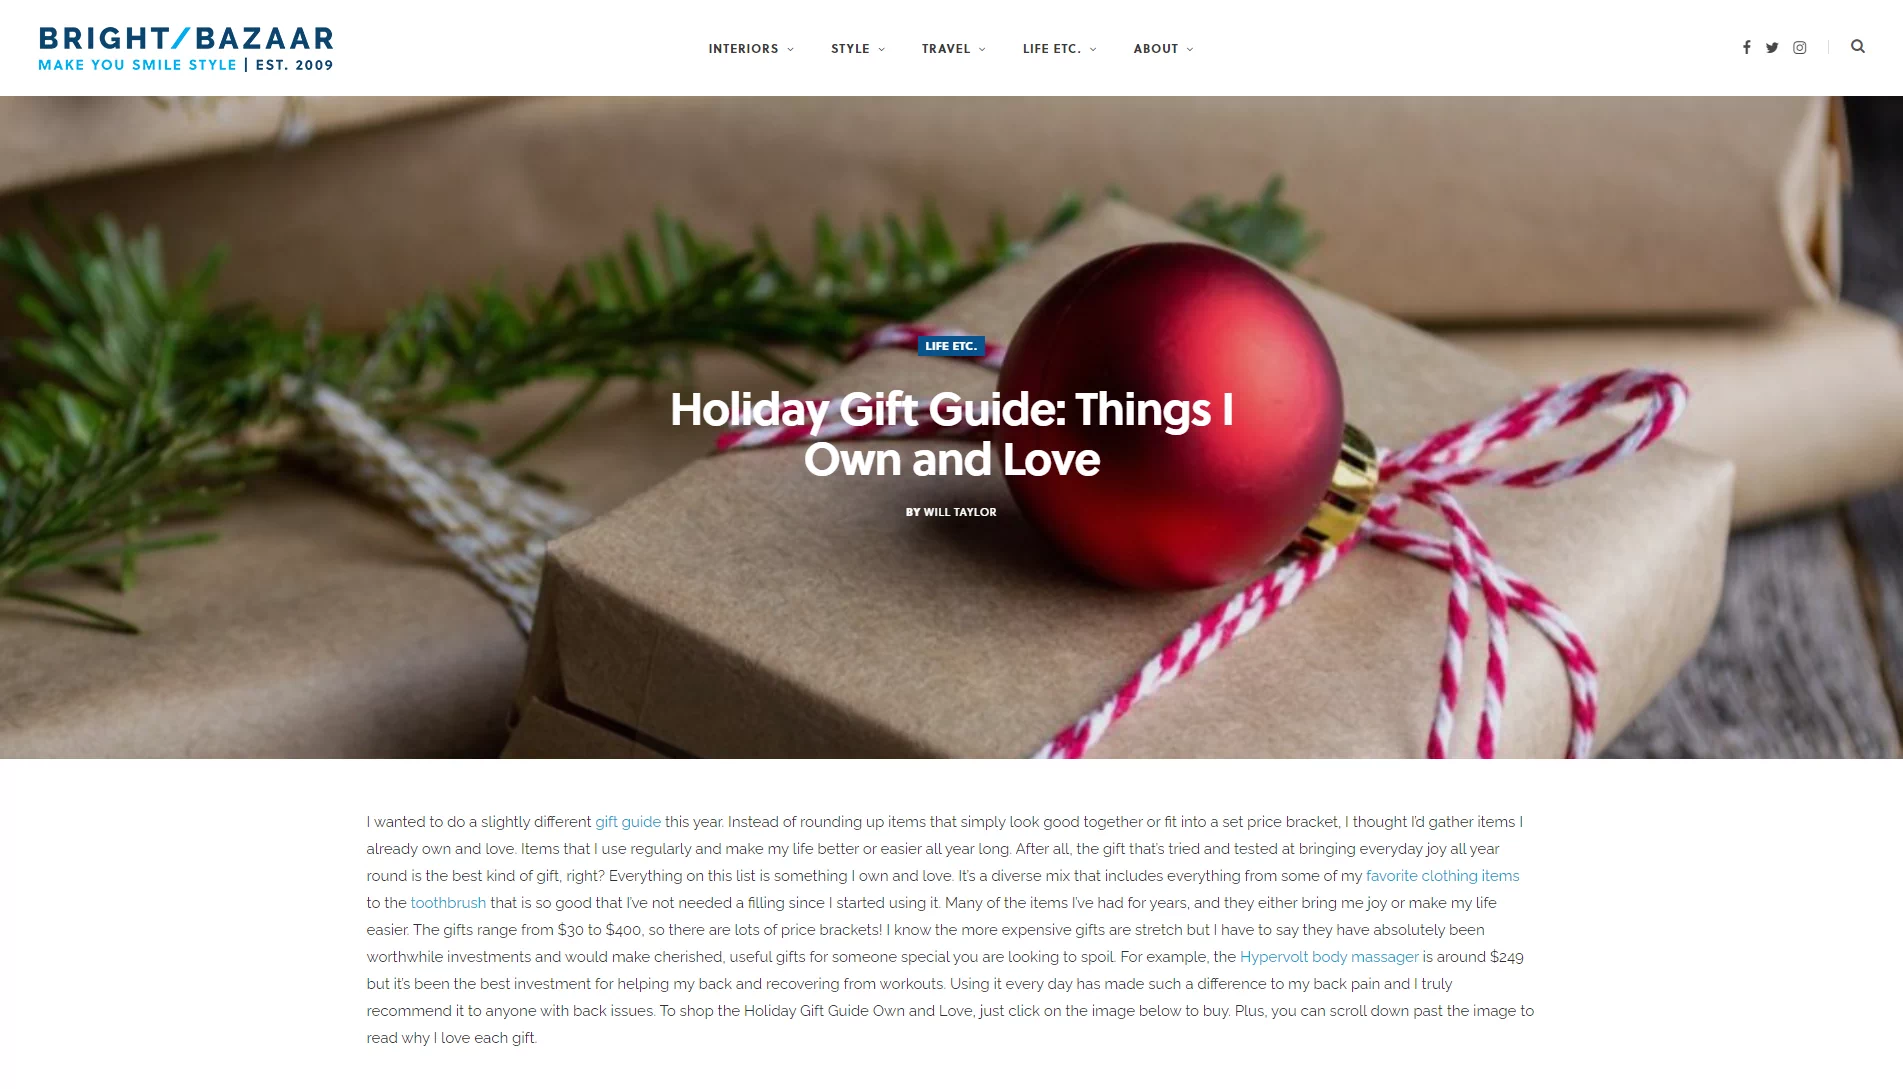 BRIGHT/BAZAAR
MAKE YOU SMILE STYLE | EST. 2009
INTERIORS
STYLE
TRAVEL
LIFE ETC.
ABOUT
LIFE ETC.
Holiday Gift Guide: Things I
Own and Love
BY WILL TAYLOR
I wanted to do a slightly different gift guide this year. Instead of rounding up items that simply look good together or fit into a set price bracket, I thought I'd gather items I
already own and love. Items that I use regularly and make my life better or easier all year long. After all, the gift that's tried and tested at bringing everyday joy all year
round is the best kind of gift, right? Everything on this list is something I own and love. It's a diverse mix that includes everything from some of my favorite clothing items
to the toothbrush that is so good that I've not needed a filling since I started using it. Many of the items I've had for years, and they either bring me joy or make my life
easier. The gifts range from $30 to $400, so there are lots of price brackets! I know the more expensive gifts are stretch but I have to say they have absolutely been
worthwhile investments and would make cherished, useful gifts for someone special you are looking to spoil. For example, the Hypervolt body massager is around $249
but it's been the best investment for helping my back and recovering from workouts. Using it every day has made such a difference to my back pain and I truly
recommend it to anyone with back issues. To shop the Holiday Gift Guide Own and Love, just click on the image below to buy. Plus, you can scroll down past the image to
read why I love each gift.